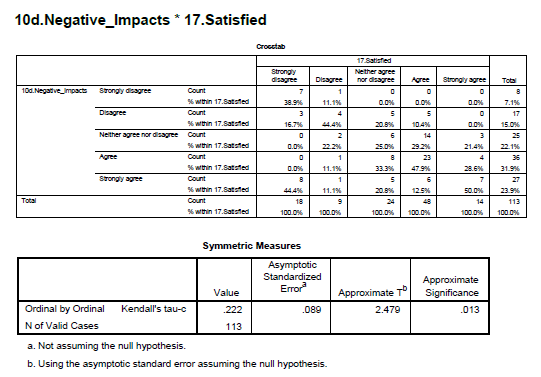 10d.Negative_Impacts * 17.Satisfied
Crosstab
17.Satisfied
Strongly disagree Disagree Neither agree nor disagree Agree Strongly agree Total
10d.Negative_Impacts Strongly disagree Count 7 1 0 0 0 8
% within 17.Satisfied 38.9% 11.1% 0.0% 0.0% 0.0% 7.1%
Disagree Count 3 4 5 5 0 17
% within 17.Satisfied 16.7% 44.4% 20.8% 10.4% 0.0% 15.0%
Neither agree nor disagree Count 0 2 6 14 3 25
% within 17.Satisfied 0.0% 22.2% 25.0% 29.2% 21.4% 22.1%
Agree Count 0 1 8 23 4 36
% within 17.Satisfied 0.0% 11.1% 33.3% 47.9% 28.6% 31.9%
Strongly agree Count 8 1 5 6 7 27
% within 17.Satisfied 44.4% 11.1% 20.8% 12.5% 50.0% 23.9%
Total Count 18 9 24 48 14 113
% within 17.Satisfied 100.0% 100.0% 100.0% 100.0% 100.0% 100.0%
Symmetric Measures
Value Asymptotic Standardized Error^a Approximate T^b Approximate Significance
Ordinal by Ordinal Kendall's tau-c .222 .089 2.479 .013
N of Valid Cases 113
a. Not assuming the null hypothesis.
b. Using the asymptotic standard error assuming the null hypothesis.